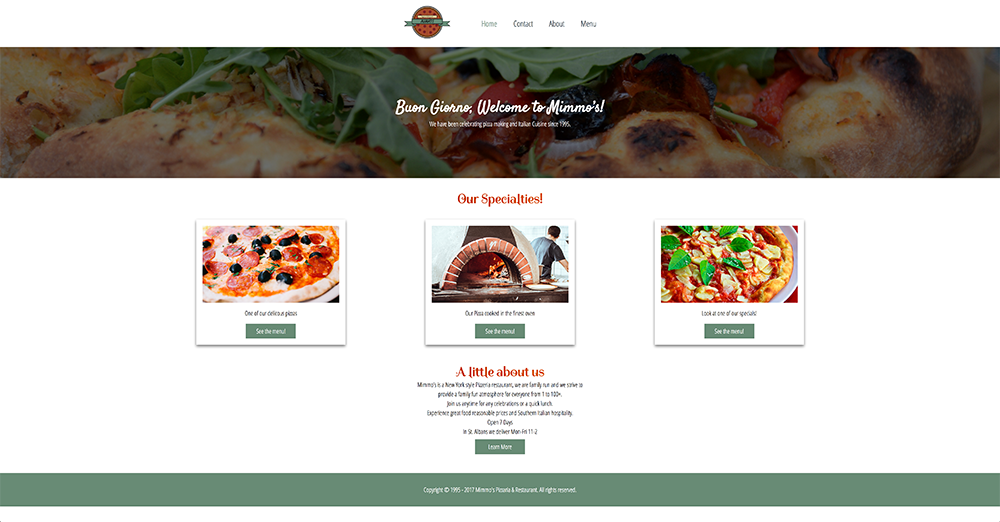 Home Contact About Menu
Buon Giorno, Welcome to Mimmo's!
We have been celebrating pizza making and Italian Cuisine since 1995.
Our Specialties!
One of our delicious pizzas
See the menu!
Our Pizza cooked in the finest oven
See the menu!
Look at one of our specials!
See the menu!
A little about us
Mimmo's is a New York style Pizzeria restaurant, we are family run and we strive to
provide a family fun atmosphere for everyone from 1 to 100+.
Join us anytime for any celebrations or a quick lunch.
Experience great food reasonable prices and Southern Italian hospitality.
Open 7 Days
In St. Albans we deliver Mon-Fri 11-2
Learn More
Copyright © 1995 - 2017 Mimmo's Pizzaria & Restaurant. All rights reserved.